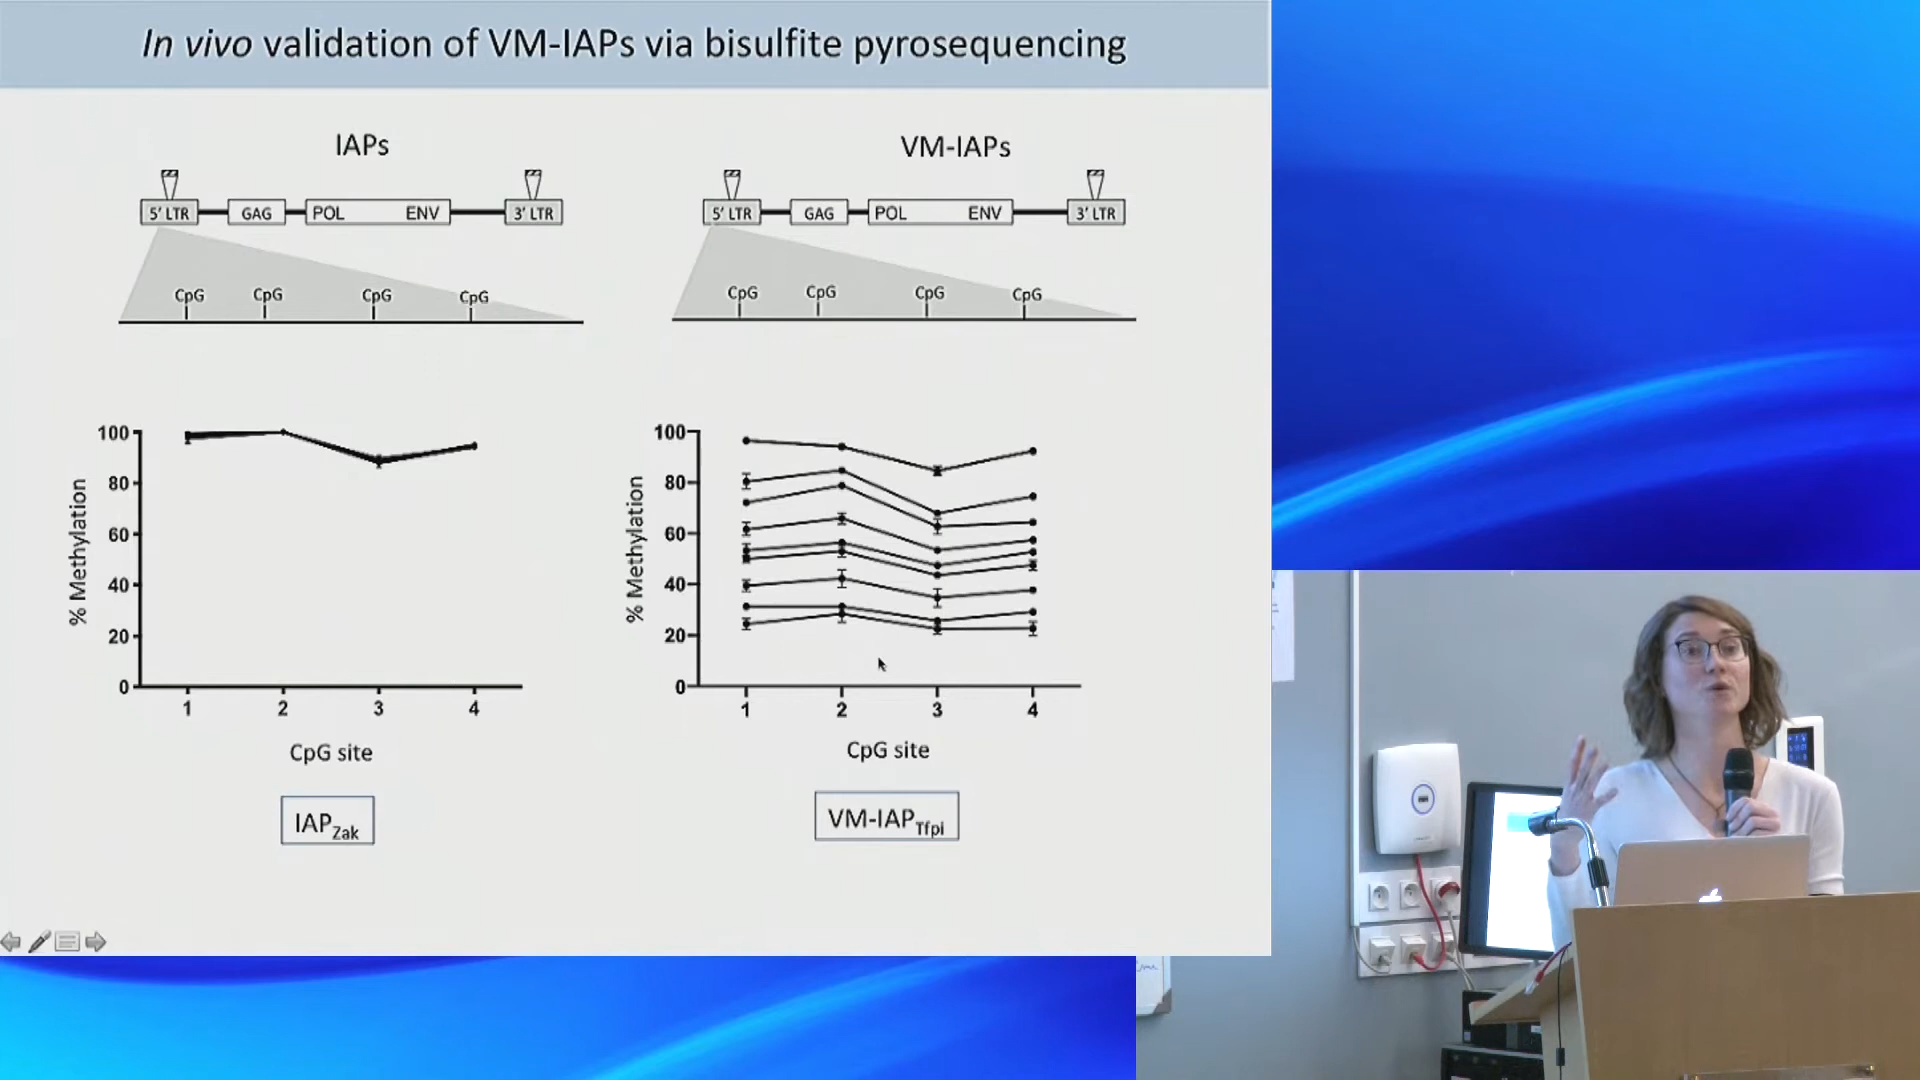 In vivo validation of VM-IAPs via bisulfite pyrosequencing
IAPs
5' LTR GAG POL ENV 3' LTR
CpG CpG CpG CpG
VM-IAPs
5' LTR GAG POL ENV 3' LTR
CpG CpG CpG CpG
% Methylation
100
80
60
40
20
0
1 2 3 4
CpG site
IAPZak
% Methylation
100
80
60
40
20
0
1 2 3 4
CpG site
VM-IAPTfpi